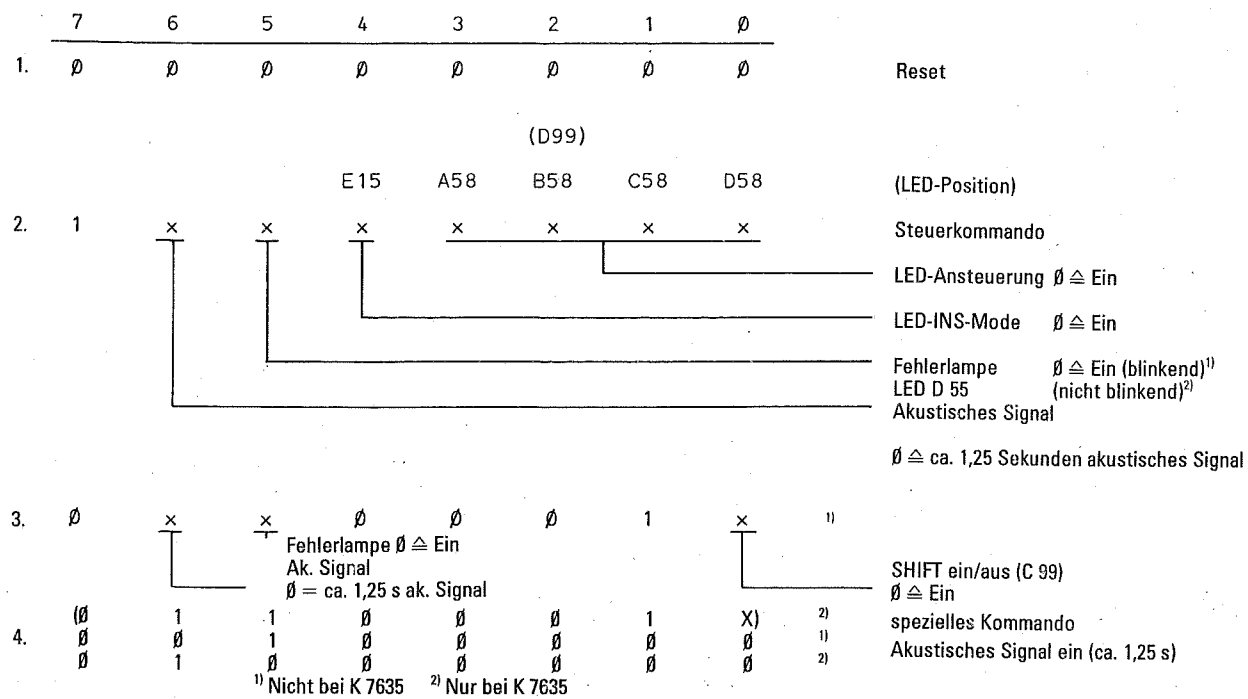 7 6 5 4 3 2 1 Ø
1. Ø Ø Ø Ø Ø Ø Ø Ø Reset
(D99)
E15 A58 B58 C58 D58 (LED-Position)
2. 1 × × × × × × × Steuerkommando
LED-Ansteuerung Ø ≙ Ein
LED-INS-Mode Ø ≙ Ein
Fehlerlampe Ø ≙ Ein (blinkend)¹⁾
LED D 55 (nicht blinkend)²⁾
Akustisches Signal
Ø ≙ ca. 1,25 Sekunden akustisches Signal
3. Ø × × Ø Ø Ø 1 × ¹⁾
Fehlerlampe Ø ≙ Ein
Ak. Signal
Ø = ca. 1,25 s ak. Signal
SHIFT ein/aus (C 99)
Ø ≙ Ein
(Ø 1 1 Ø Ø Ø 1 X) ²⁾ spezielles Kommando
4. Ø Ø 1 Ø Ø Ø Ø Ø ¹⁾ Akustisches Signal ein (ca. 1,25 s)
Ø 1 Ø Ø Ø Ø Ø Ø ²⁾
¹⁾ Nicht bei K 7635 ²⁾ Nur bei K 7635